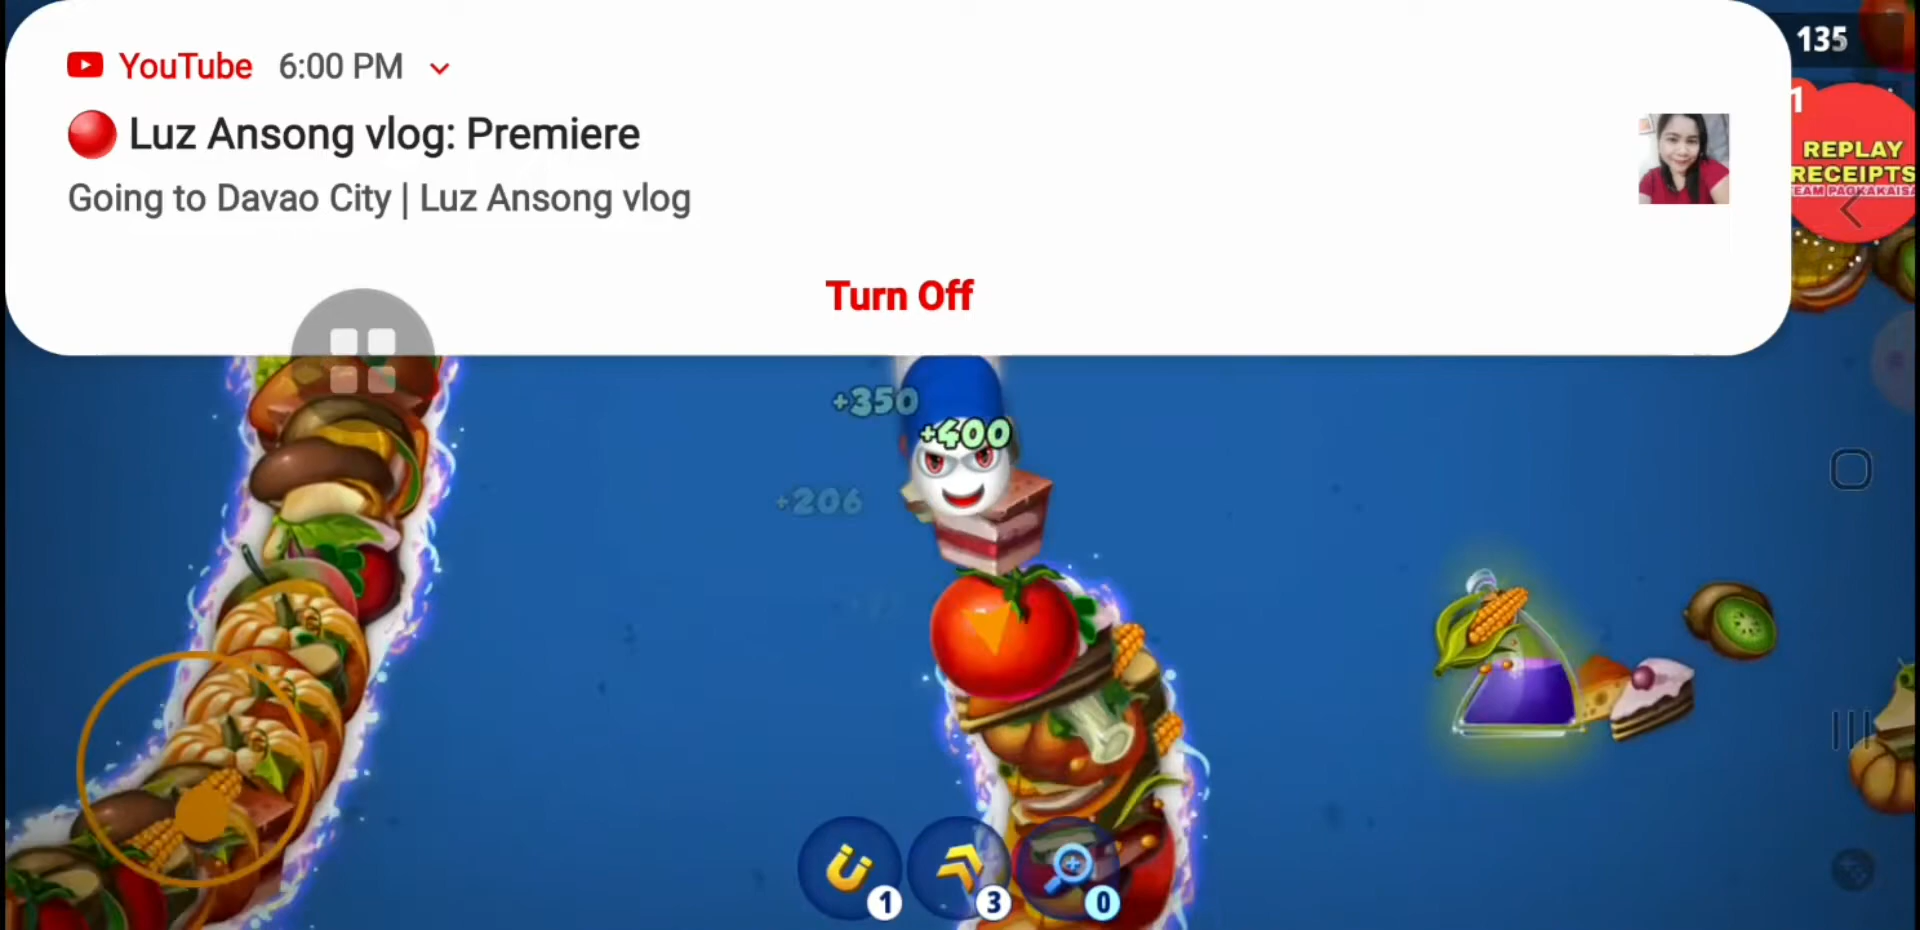 YouTube 6:00 PM
Luz Ansong vlog: Premiere
Going to Davao City | Luz Ansong vlog
Turn Off
135
1
REPLAY
RECEIPTS
+350
+400
+206
1
3
0